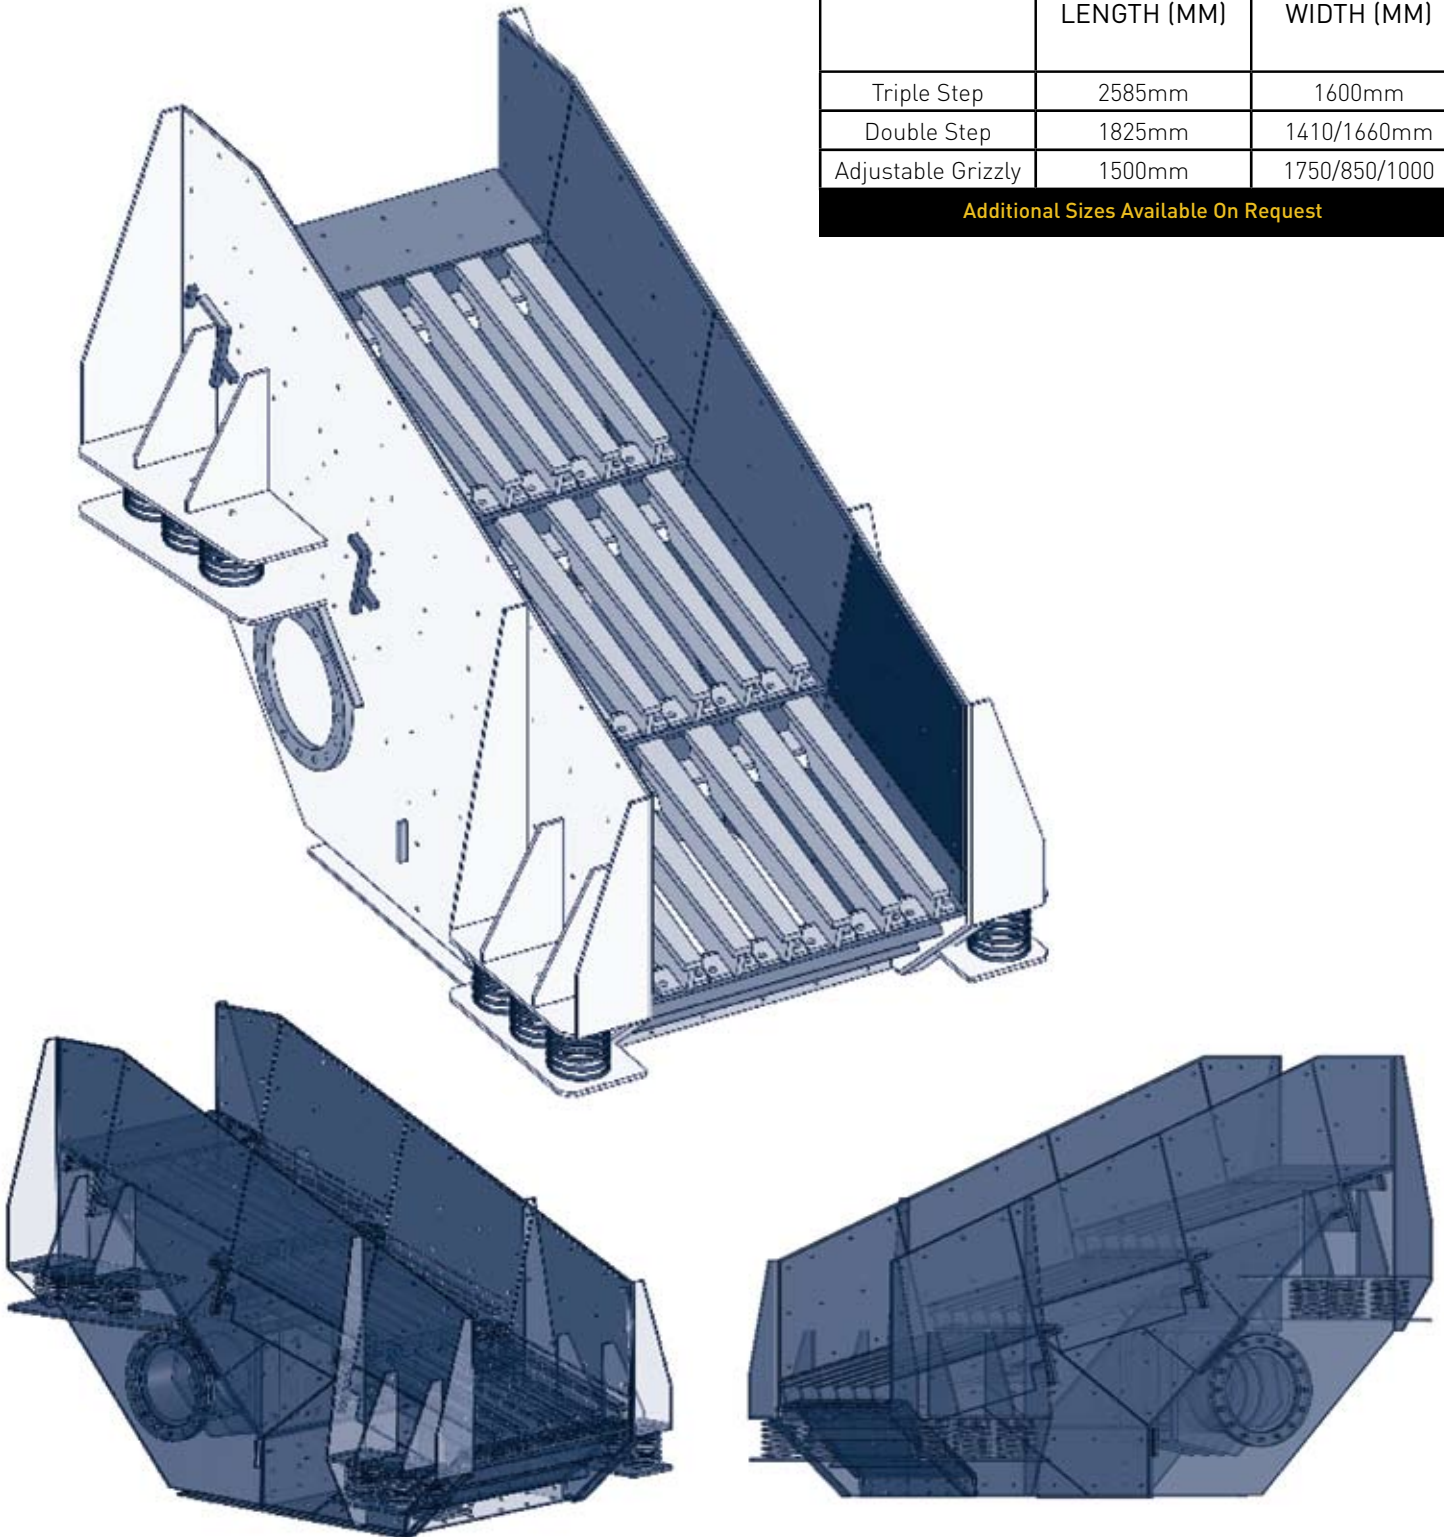 LENGTH (MM) WIDTH (MM)
Triple Step 2585mm 1600mm
Double Step 1825mm 1410/1660mm
Adjustable Grizzly 1500mm 1750/850/1000
Additional Sizes Available On Request